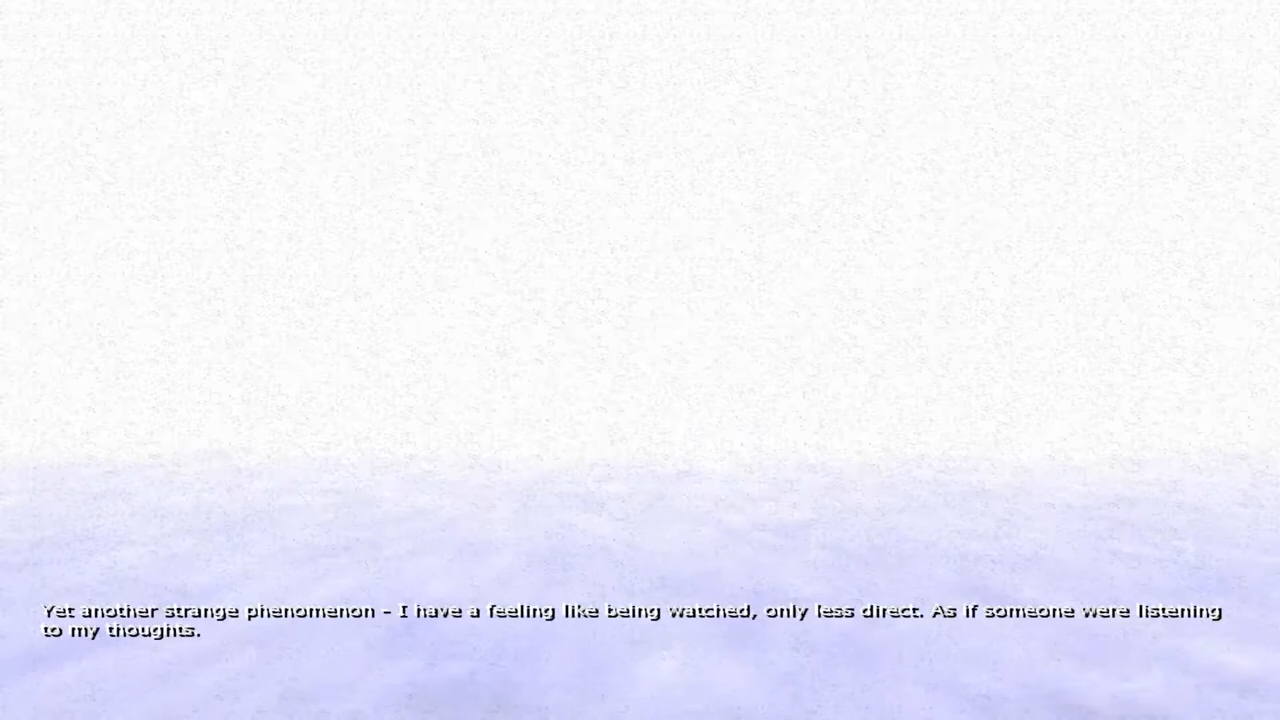 Yet another strange phenomenon - I have a feeling like being watched, only less direct. As if someone were listening
to my thoughts.